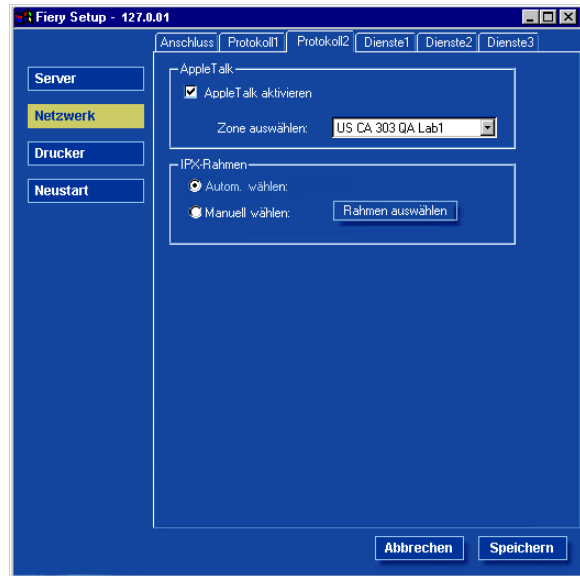 Fiery Setup - 127.0.01
Anschluss Protokoll1 Protokoll2 Dienste1 Dienste2 Dienste3
Server
Netzwerk
Drucker
Neustart
AppleTalk
AppleTalk aktivieren
Zone auswählen: US CA 303 QA Lab1
IPX-Rahmen
Autom. wählen:
Manuell wählen: Rahmen auswählen
Abbrechen Speichern